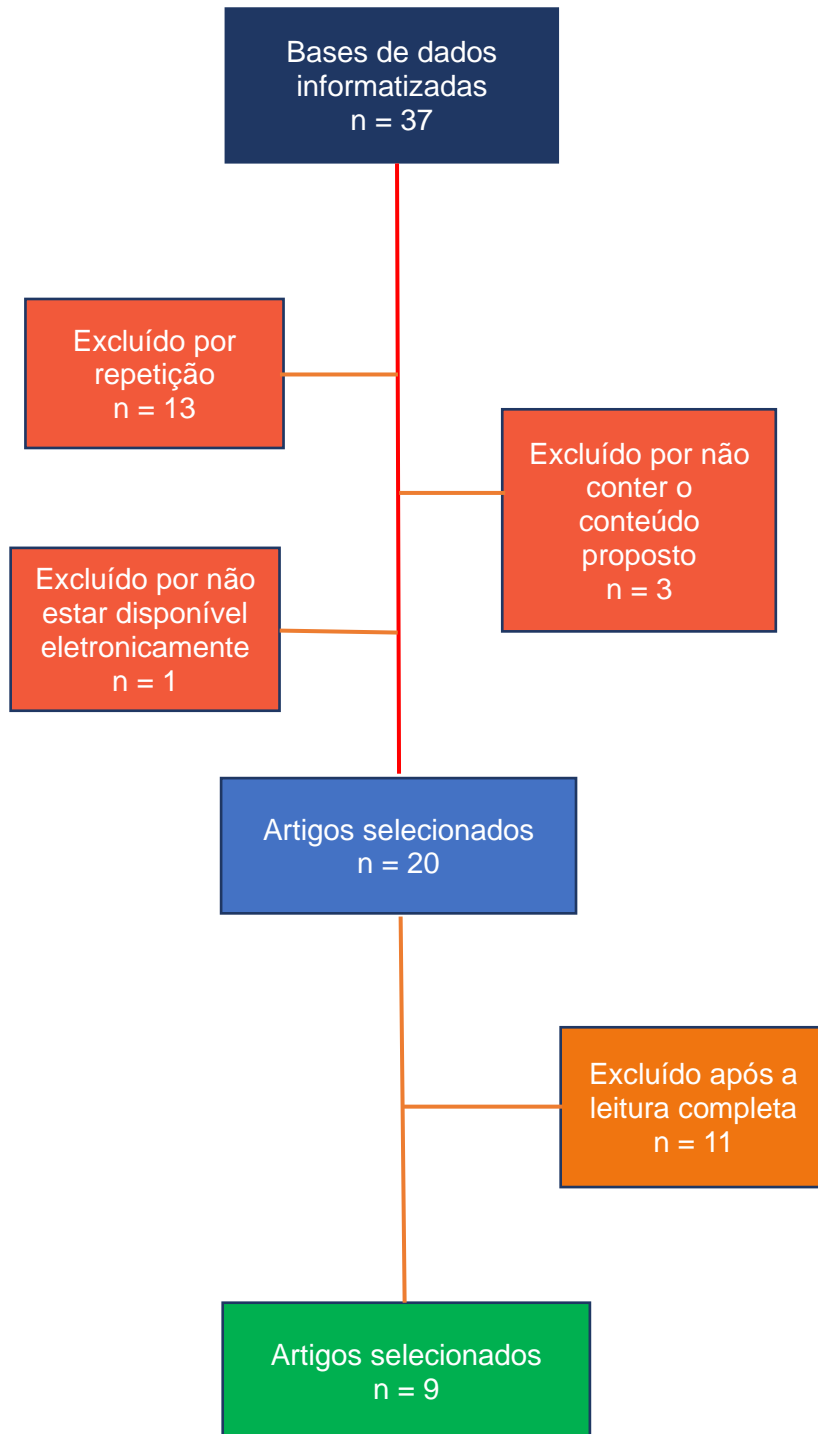 Bases de dados
informatizadas
n = 37
Excluído por
repetição
n = 13
Excluído por não
conter o
conteúdo
proposto
n = 3
Excluído por não
estar disponível
eletronicamente
n = 1
Artigos selecionados
n = 20
Excluído após a
leitura completa
n = 11
Artigos selecionados
n = 9